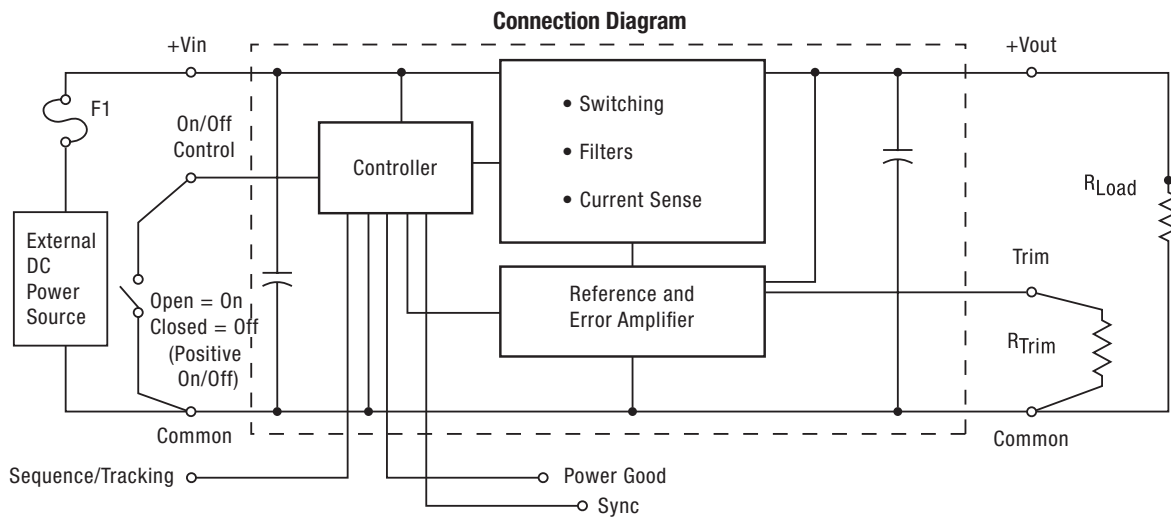 Connection Diagram
+Vin
+Vout
F1
On/Off
Control
Controller
• Switching
• Filters
• Current Sense
RLoad
External
DC
Power
Source
Open = On
Closed = Off
(Positive
On/Off)
Reference and
Error Amplifier
Trim
RTrim
Common
Common
Sequence/Tracking
Power Good
Sync